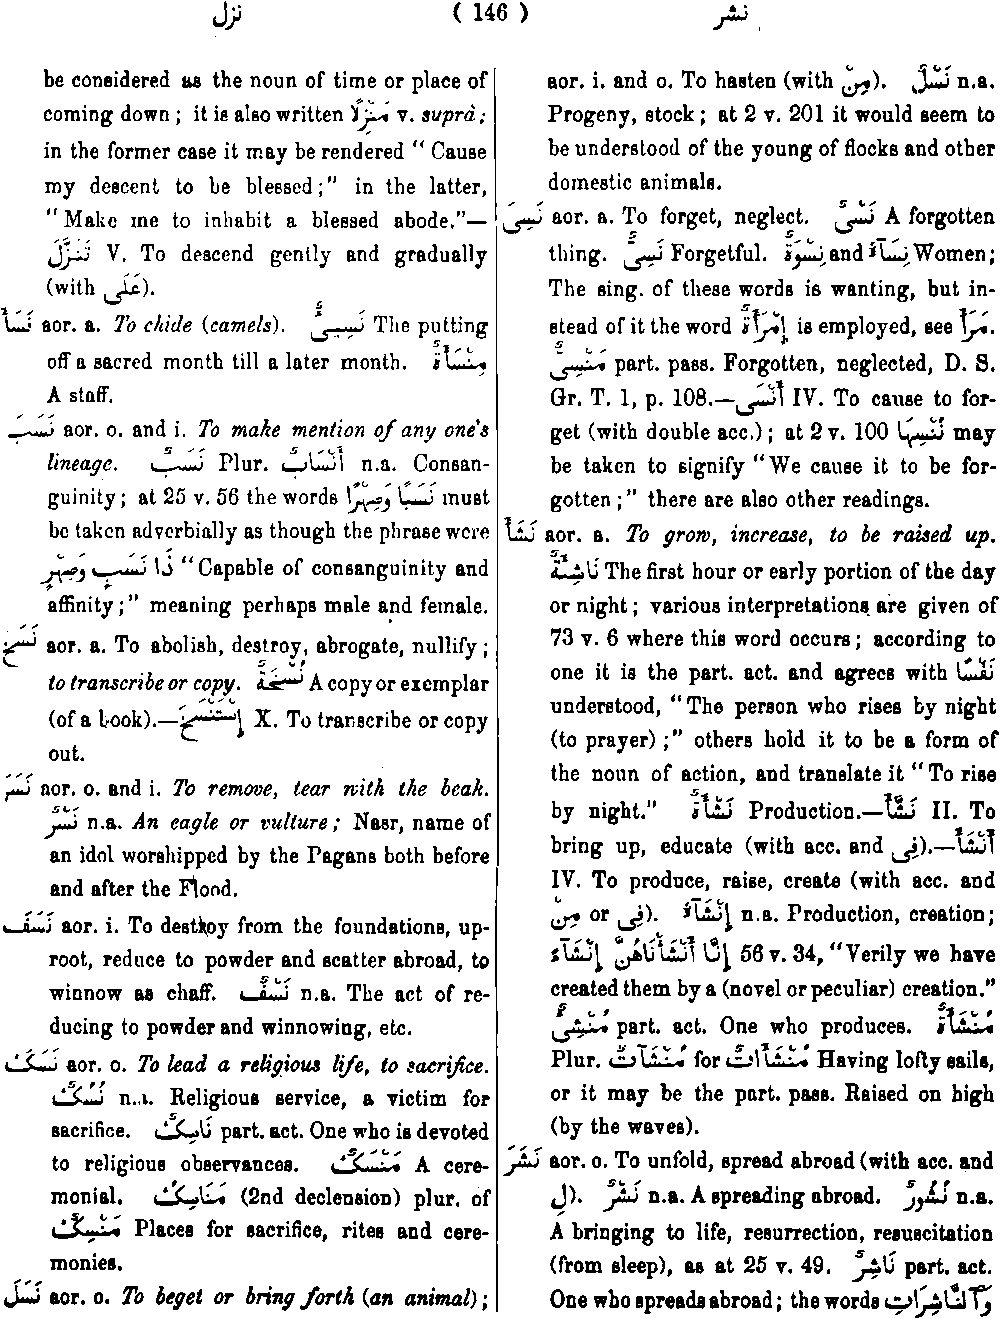 نزل ( 146 ) نشر
be considered as the noun of time or place of
coming down; it is also written مَنْزِلًا v. suprà;
in the former case it may be rendered "Cause
my descent to be blessed;" in the latter,
"Make me to inhabit a blessed abode."—
تَنَزَّلَ V. To descend gently and gradually
(with عَلَى).
نَسَأَ aor. a. To chide (camels). نَسِيءٌ The putting
off a sacred month till a later month. مِنْسَأَةٌ
A staff.
نَسَبَ aor. o. and i. To make mention of any one's
lineage. نَسَبٌ Plur. أَنْسَابٌ n.a. Consan-
guinity; at 25 v. 56 the words نَسَبًا وَصِهْرًا must
be taken adverbially as though the phrase were
ذَا نَسَبٍ وَصِهْرٍ "Capable of consanguinity and
affinity;" meaning perhaps male and female.
نَسَخَ aor. a. To abolish, destroy, abrogate, nullify;
to transcribe or copy. نُسْخَةٌ A copy or exemplar
(of a book).—إِسْتَنْسَخَ X. To transcribe or copy
out.
نَسَرَ aor. o. and i. To remove, tear with the beak.
نَسْرٌ n.a. An eagle or vulture; Nasr, name of
an idol worshipped by the Pagans both before
and after the Flood.
نَسَفَ aor. i. To destroy from the foundations, up-
root, reduce to powder and scatter abroad, to
winnow as chaff. نَسْفٌ n.a. The act of re-
ducing to powder and winnowing, etc.
نَسَكَ aor. o. To lead a religious life, to sacrifice.
نُسُكٌ n.a. Religious service, a victim for
sacrifice. نَاسِكٌ part. act. One who is devoted
to religious observances. مَنْسَكٌ A cere-
monial. مَنَاسِكُ (2nd declension) plur. of
مَنْسِكٌ Places for sacrifice, rites and cere-
monies.
نَسَلَ aor. o. To beget or bring forth (an animal);
aor. i. and o. To hasten (with مِنْ). نَسْلٌ n.a.
Progeny, stock; at 2 v. 201 it would seem to
be understood of the young of flocks and other
domestic animals.
نَسِيَ aor. a. To forget, neglect. نَسْيٌ A forgotten
thing. نَسِيٌّ Forgetful. نِسْوَةٌ and نِسَآءٌ Women;
The sing. of these words is wanting, but in-
stead of it the word إِمْرَأَةٌ is employed, see مَرَأَ.
مَنْسِيٌّ part. pass. Forgotten, neglected, D. S.
Gr. T. 1, p. 108.—أَنْسَى IV. To cause to for-
get (with double acc.); at 2 v. 100 نُنْسِهَا may
be taken to signify "We cause it to be for-
gotten;" there are also other readings.
نَشَأَ aor. a. To grow, increase, to be raised up.
نَاشِئَةٌ The first hour or early portion of the day
or night; various interpretations are given of
73 v. 6 where this word occurs; according to
one it is the part. act. and agrees with نَفْسًا
understood, "The person who rises by night
(to prayer);" others hold it to be a form of
the noun of action, and translate it "To rise
by night." نَشْأَةٌ Production.—نَشَّأَ II. To
bring up, educate (with acc. and فِى).—أَنْشَأَ
IV. To produce, raise, create (with acc. and
مِنْ or فِى). إِنْشَآءٌ n.a. Production, creation;
إِنَّا أَنْشَأْنَاهُنَّ إِنْشَآءً 56 v. 34, "Verily we have
created them by a (novel or peculiar) creation."
مُنْشِئٌ part. act. One who produces. مُنْشَأَةٌ
Plur. مُنْشَآتٌ for مُنْشَأَاتٌ Having lofty sails,
or it may be the part. pass. Raised on high
(by the waves).
نَشَرَ aor. o. To unfold, spread abroad (with acc. and
لِ). نَشْرٌ n.a. A spreading abroad. نُشُورٌ n.a.
A bringing to life, resurrection, resuscitation
(from sleep), as at 25 v. 49. نَاشِرٌ part. act.
One who spreads abroad; the words وَٱلنَّاشِرَاتِ